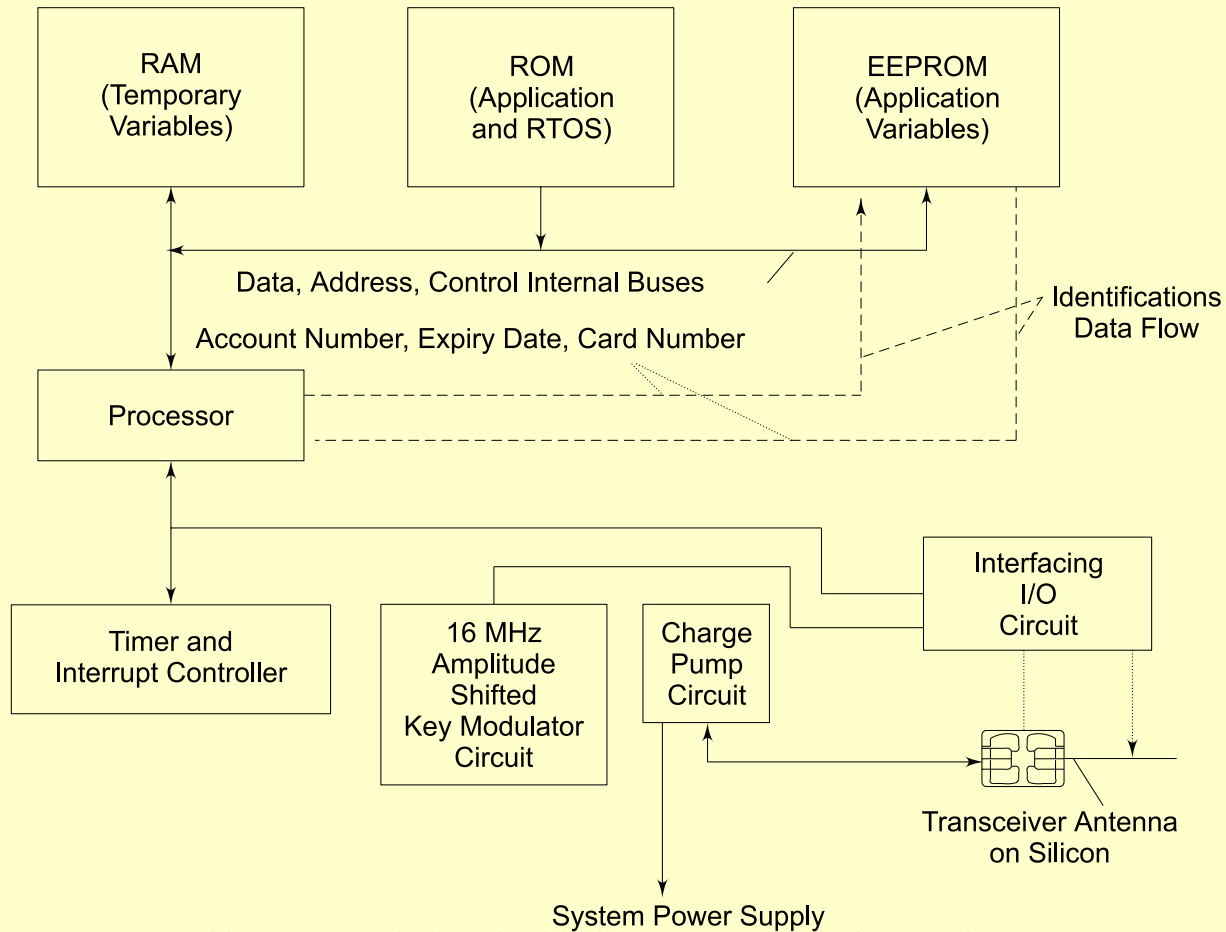 RAM
(Temporary
Variables)
ROM
(Application
and RTOS)
EEPROM
(Application
Variables)
Data, Address, Control Internal Buses
Identifications
Data Flow
Account Number, Expiry Date, Card Number
Processor
Timer and
Interrupt Controller
16 MHz
Amplitude
Shifted
Key Modulator
Circuit
Charge
Pump
Circuit
Interfacing
I/O
Circuit
Transceiver Antenna
on Silicon
System Power Supply